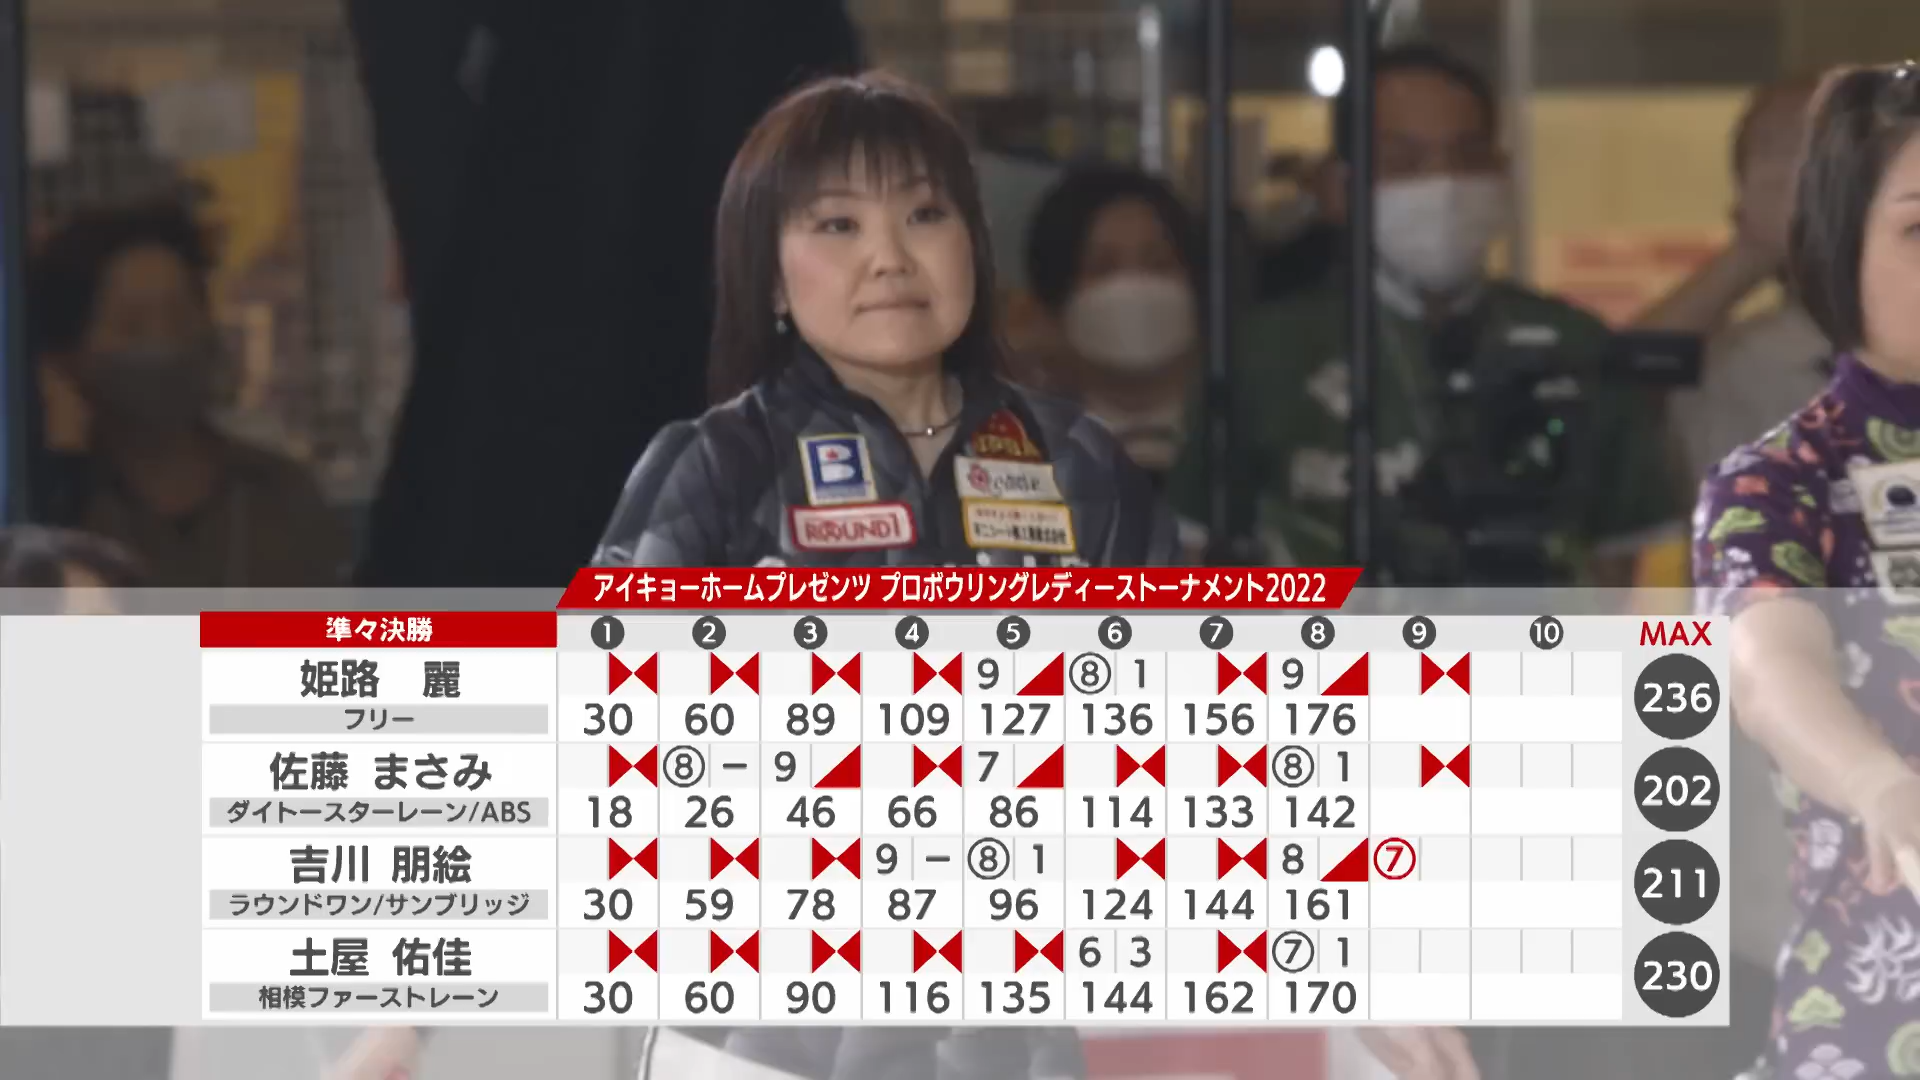 B
ROUND1
アイキョーホームプレゼンツ プロボウリングレディーストーナメント2022
準々決勝 1 2 3 4 5 6 7 8 9 10 MAX
姫路 麗 9 ⑧ 1 9 236
フリー 30 60 89 109 127 136 156 176
佐藤 まさみ ⑧ - 9 7 ⑧ 1 202
ダイトースターレーン/ABS 18 26 46 66 86 114 133 142
吉川 朋絵 9 - ⑧ 1 8 ⑦ 211
ラウンドワン/サンブリッジ 30 59 78 87 96 124 144 161
土屋 佑佳 6 3 ⑦ 1 230
相模ファーストレーン 30 60 90 116 135 144 162 170